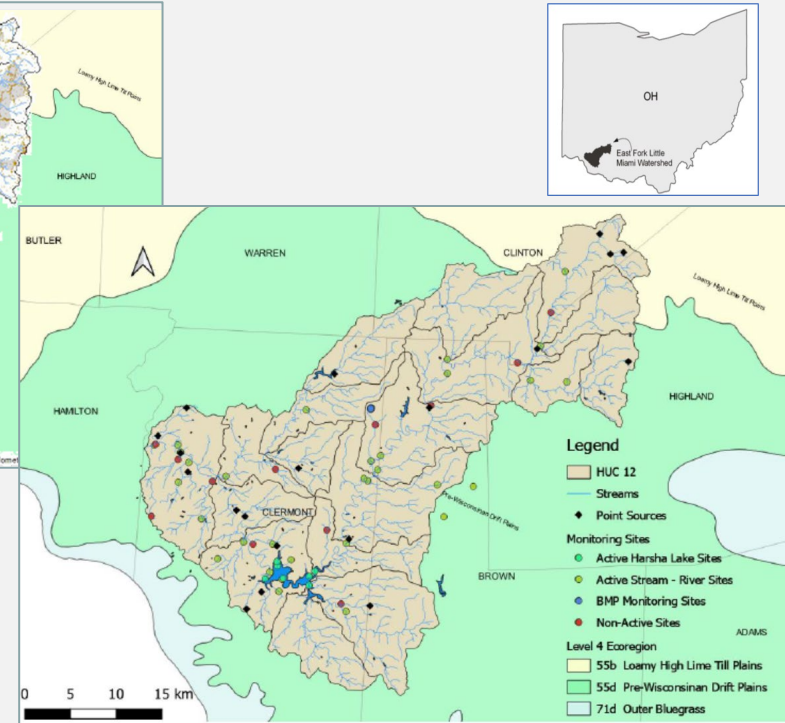 Loamy High Lime Till Plains
HIGHLAND
OH
East Fork Little
Miami Watershed
BUTLER
WARREN
CLINTON
Loamy High Lime Till Plains
HAMILTON
HIGHLAND
CLERMONT
Pre-Wisconsinan Drift Plains
BROWN
ADAMS
Legend
HUC 12
Streams
Point Sources
Monitoring Sites
Active Harsha Lake Sites
Active Stream - River Sites
BMP Monitoring Sites
Non-Active Sites
Level 4 Ecoregion
55b Loamy High Lime Till Plains
55d Pre-Wisconsinan Drift Plains
71d Outer Bluegrass
0 5 10 15 km